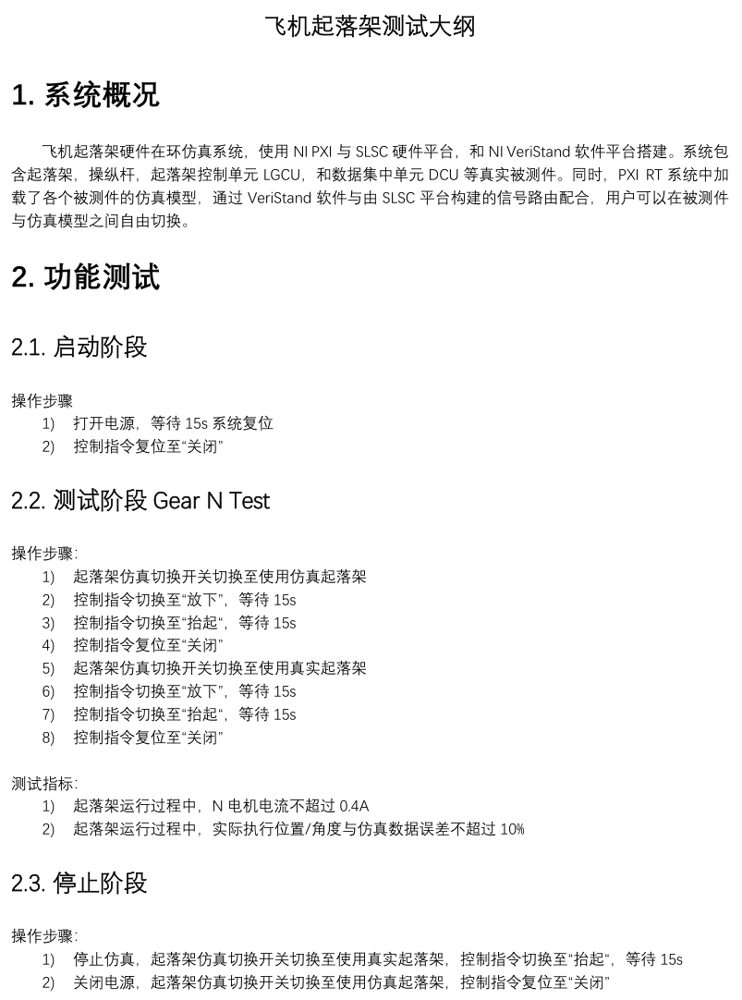 飞机起落架测试大纲
1. 系统概况
飞机起落架硬件在环仿真系统，使用 NI PXI 与 SLSC 硬件平台，和 NI VeriStand 软件平台搭建。系统包
含起落架，操纵杆，起落架控制单元 LGCU，和数据集中单元 DCU 等真实被测件。同时，PXI RT 系统中加
载了各个被测件的仿真模型，通过 VeriStand 软件与由 SLSC 平台构建的信号路由配合，用户可以在被测件
与仿真模型之间自由切换。
2. 功能测试
2.1. 启动阶段
操作步骤
1) 打开电源，等待 15s 系统复位
2) 控制指令复位至“关闭”
2.2. 测试阶段 Gear N Test
操作步骤：
1) 起落架仿真切换开关切换至使用仿真起落架
2) 控制指令切换至“放下”，等待 15s
3) 控制指令切换至“抬起“，等待 15s
4) 控制指令复位至“关闭”
5) 起落架仿真切换开关切换至使用真实起落架
6) 控制指令切换至“放下”，等待 15s
7) 控制指令切换至“抬起“，等待 15s
8) 控制指令复位至“关闭”
测试指标：
1) 起落架运行过程中，N 电机电流不超过 0.4A
2) 起落架运行过程中，实际执行位置/角度与仿真数据误差不超过 10%
2.3. 停止阶段
操作步骤：
1) 停止仿真，起落架仿真切换开关切换至使用真实起落架，控制指令切换至“抬起“，等待 15s
2) 关闭电源，起落架仿真切换开关切换至使用仿真起落架，控制指令复位至“关闭”